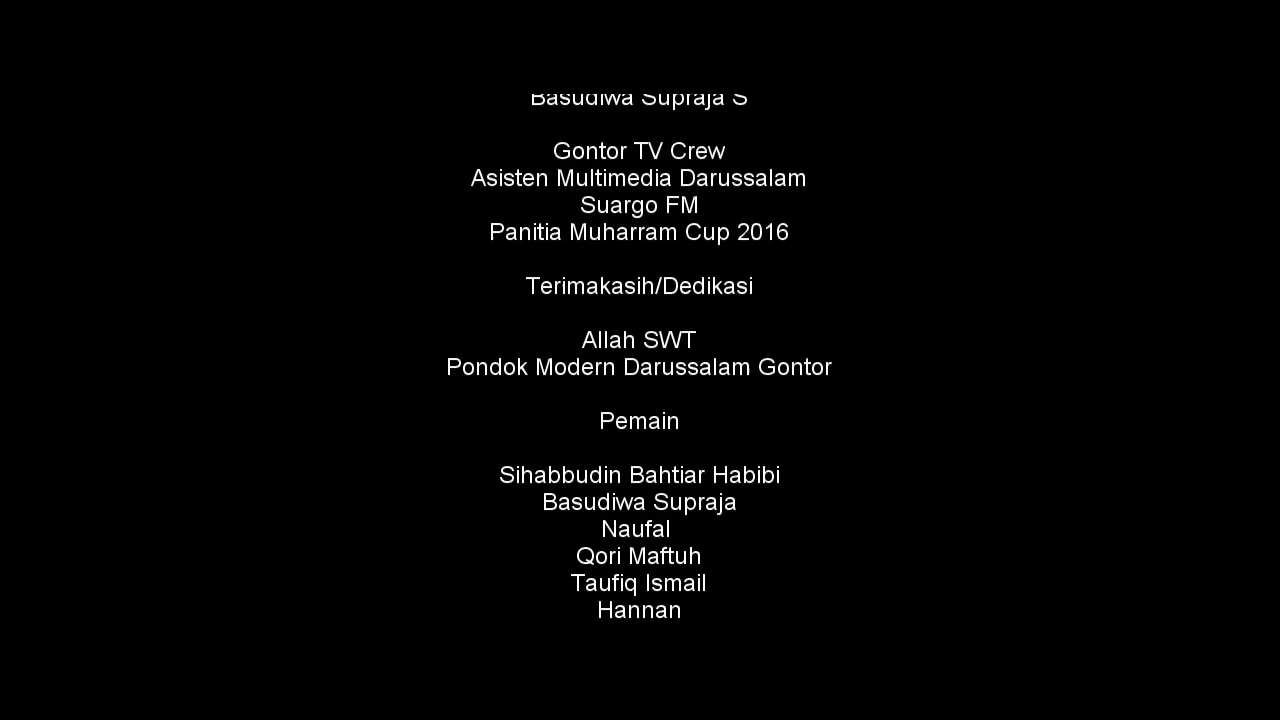 Basudiwa Supraja S
Gontor TV Crew
Asisten Multimedia Darussalam
Suargo FM
Panitia Muharram Cup 2016
Terimakasih/Dedikasi
Allah SWT
Pondok Modern Darussalam Gontor
Pemain
Sihabbudin Bahtiar Habibi
Basudiwa Supraja
Naufal
Qori Maftuh
Taufiq Ismail
Hannan